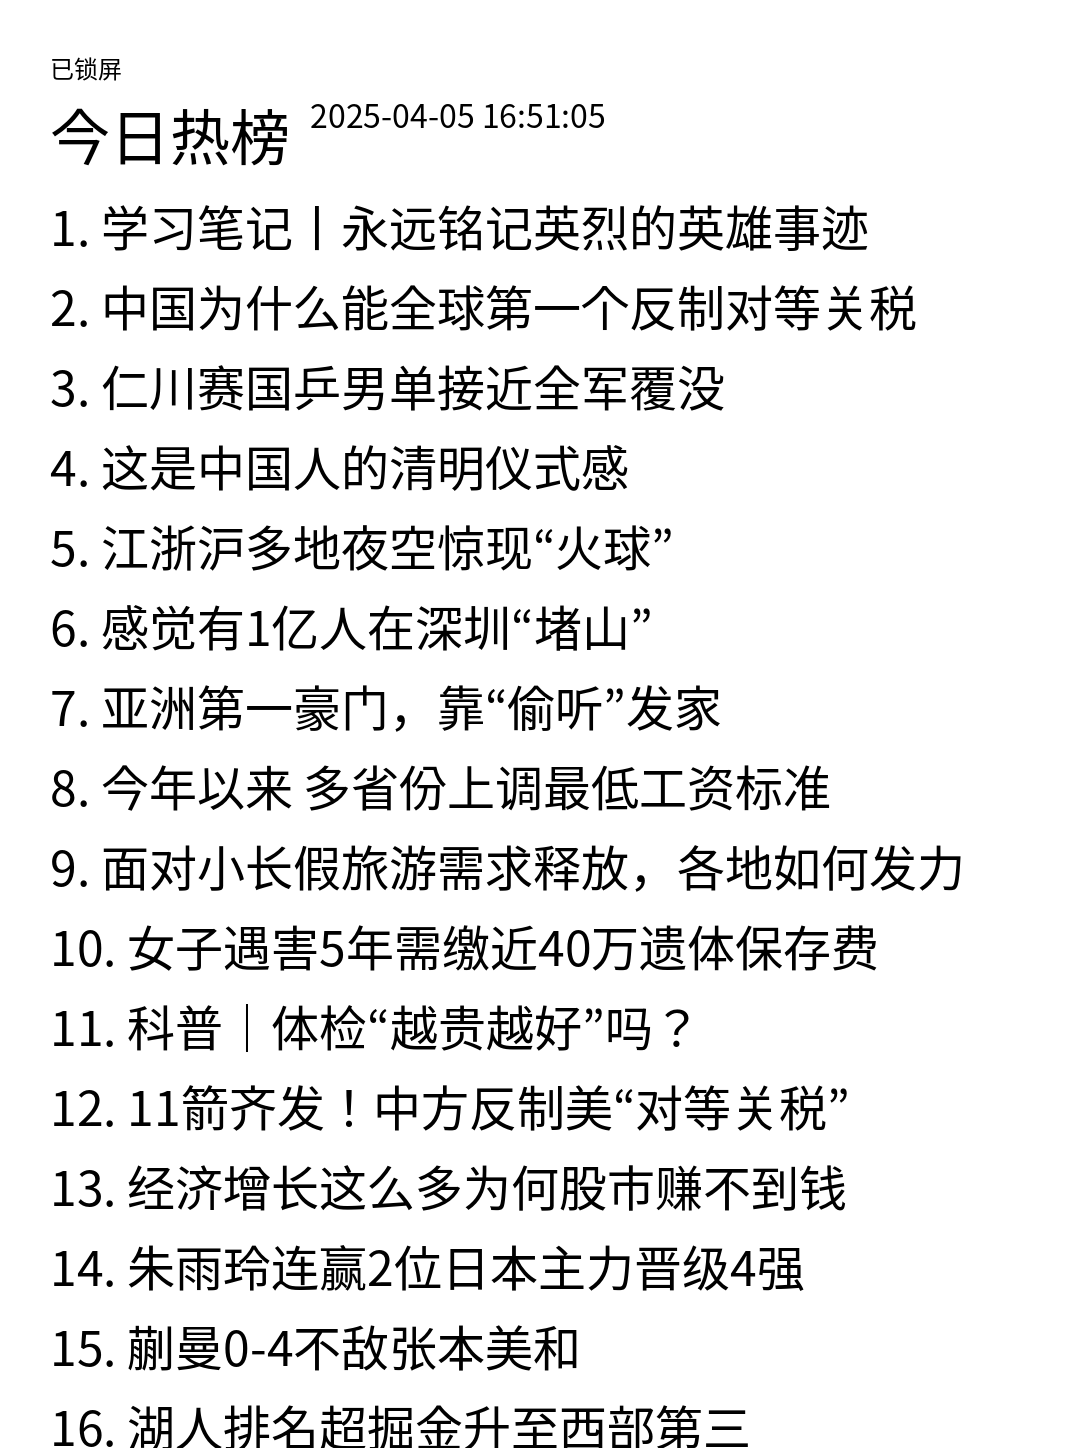 已锁屏
今日热榜 2025-04-05 16:51:05
1. 学习笔记丨永远铭记英烈的英雄事迹
2. 中国为什么能全球第一个反制对等关税
3. 仁川赛国乒男单接近全军覆没
4. 这是中国人的清明仪式感
5. 江浙沪多地夜空惊现“火球”
6. 感觉有1亿人在深圳“堵山”
7. 亚洲第一豪门，靠“偷听”发家
8. 今年以来 多省份上调最低工资标准
9. 面对小长假旅游需求释放，各地如何发力
10. 女子遇害5年需缴近40万遗体保存费
11. 科普｜体检“越贵越好”吗？
12. 11箭齐发！中方反制美“对等关税”
13. 经济增长这么多为何股市赚不到钱
14. 朱雨玲连赢2位日本主力晋级4强
15. 蒯曼0-4不敌张本美和
16. 湖人排名超掘金升至西部第三